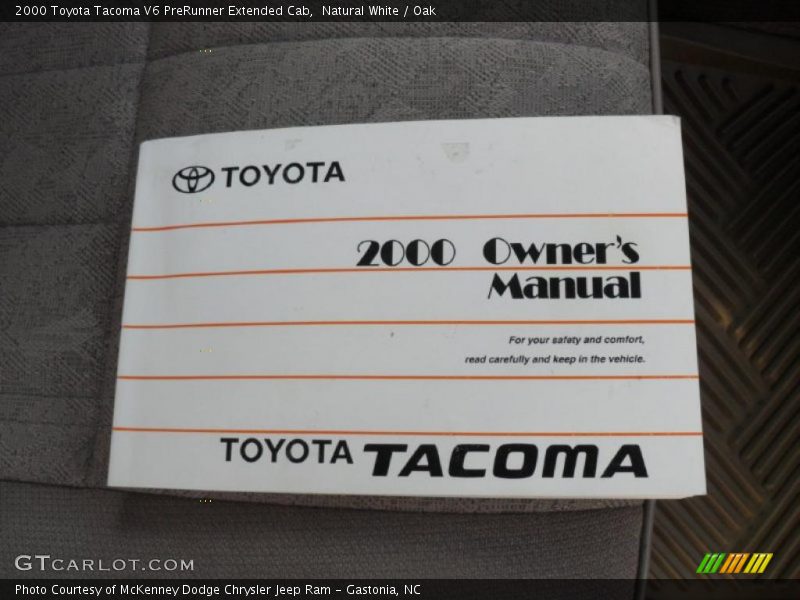 2000 Toyota Tacoma V6 PreRunner Extended Cab,  Natural White / Oak
TOYOTA
2000 Owner's
Manual
For your safety and comfort,
read carefully and keep in the vehicle.
TOYOTA TACOMA
GTCARLOT.COM
Photo Courtesy of McKenney Dodge Chrysler Jeep Ram – Gastonia, NC